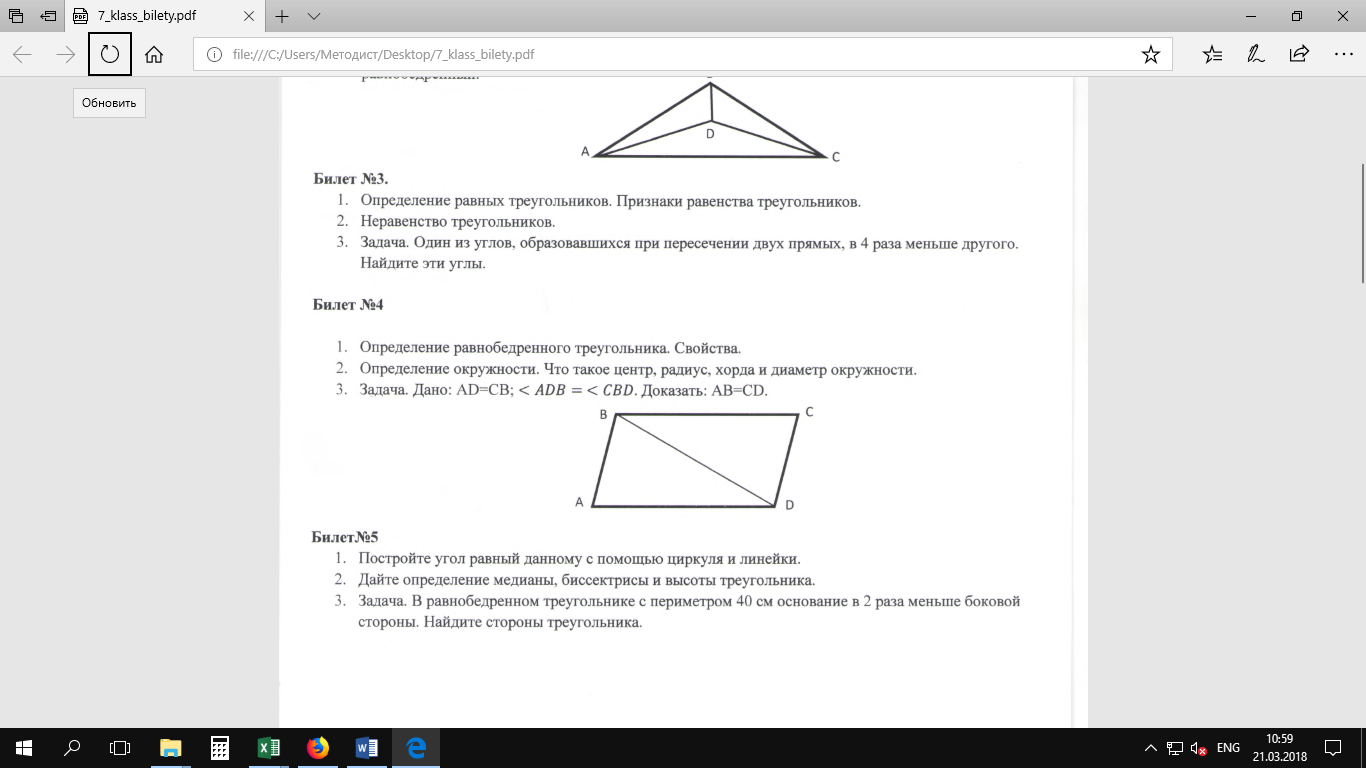 7_klass_bilety.pdf
file:///C:/Users/Методист/Desktop/7_klass_bilety.pdf
Обновить
D
A
C
Билет №3.
1. Определение равных треугольников. Признаки равенства треугольников.
2. Неравенство треугольников.
3. Задача. Один из углов, образовавшихся при пересечении двух прямых, в 4 раза меньше другого.
Найдите эти углы.
Билет №4
1. Определение равнобедренного треугольника. Свойства.
2. Определение окружности. Что такое центр, радиус, хорда и диаметр окружности.
3. Задача. Дано: AD=CB; < ADB =< CBD. Доказать: AB=CD.
B
C
A
D
Билет№5
1. Постройте угол равный данному с помощью циркуля и линейки.
2. Дайте определение медианы, биссектрисы и высоты треугольника.
3. Задача. В равнобедренном треугольнике с периметром 40 см основание в 2 раза меньше боковой
стороны. Найдите стороны треугольника.
ENG
10:59
21.03.2018